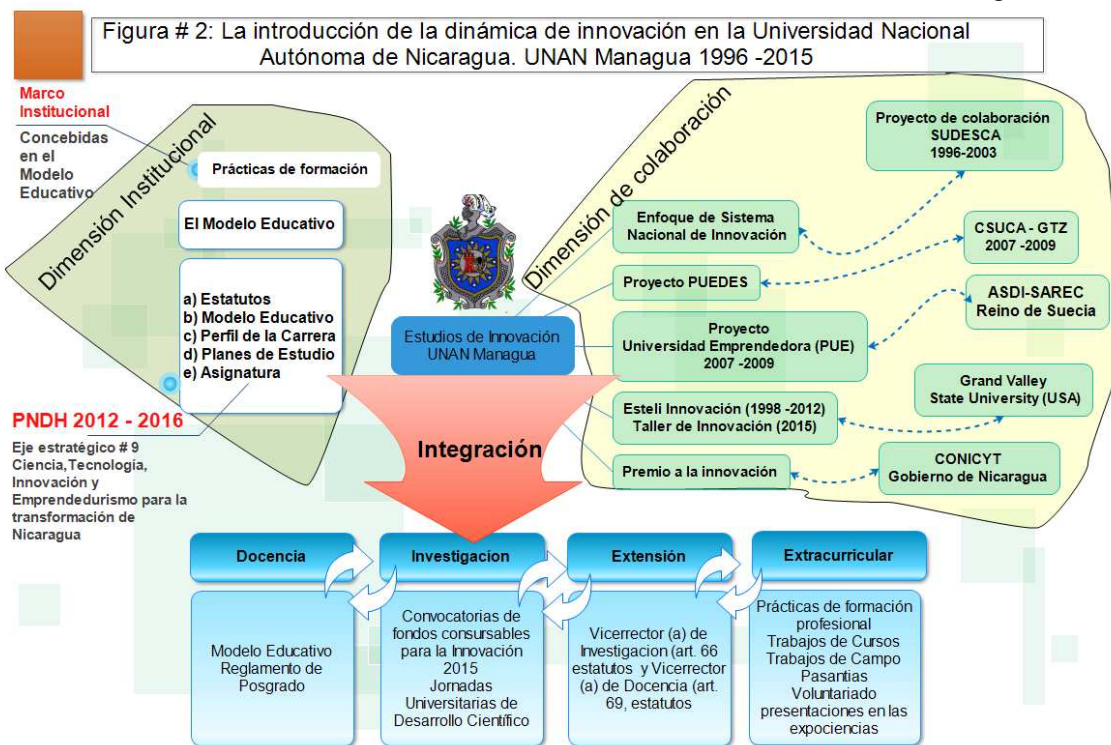 Figura # 2: La introducción de la dinámica de innovación en la Universidad Nacional
Autónoma de Nicaragua. UNAN Managua 1996 -2015
Marco
Institucional
Concebidas
en el
Modelo
Educativo
Dimensión Institucional
Prácticas de formación
El Modelo Educativo
a) Estatutos
b) Modelo Educativo
c) Perfil de la Carrera
d) Planes de Estudio
e) Asignatura
PNDH 2012 - 2016
Eje estratégico # 9
Ciencia,Tecnología,
Innovación y
Emprendedurismo para la
transformación de
Nicaragua
Estudios de Innovación
UNAN Managua
Integración
Dimensión de colaboración
Enfoque de Sistema
Nacional de Innovación
Proyecto PUEDES
Proyecto
Universidad Emprendedora (PUE)
2007 -2009
Esteli Innovación (1998 -2012)
Taller de Innovación (2015)
Premio a la innovación
Proyecto de colaboración
SUDESCA
1996-2003
CSUCA - GTZ
2007 -2009
ASDI-SAREC
Reino de Suecia
Grand Valley
State University (USA)
CONICYT
Gobierno de Nicaragua
Docencia
Modelo Educativo
Reglamento de
Posgrado
Investigacion
Convocatorias de
fondos consursables
para la Innovación
2015
Jornadas
Universitarias de
Desarrollo Científico
Extensión
Vicerrector (a) de
Investigacion (art. 66
estatutos y Vicerrector
(a) de Docencia (art.
69, estatutos
Extracurricular
Prácticas de formación
profesional
Trabajos de Cursos
Trabajos de Campo
Pasantias
Voluntariado
presentaciones en las
expociencias